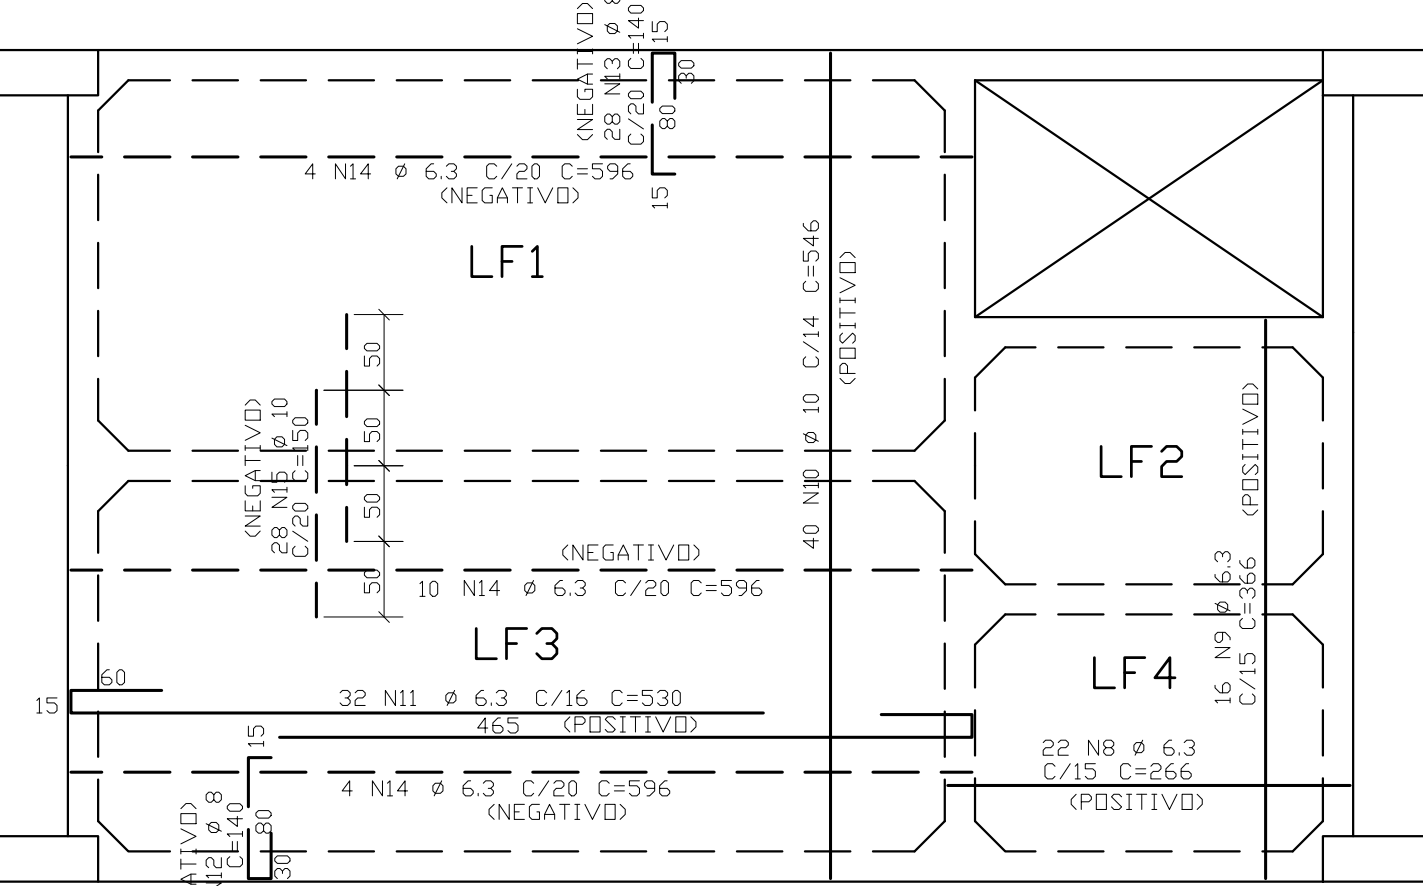 (NEGATIVO)
28 N13 ø 8
C/20 C=140
15
30
80
15
4 N14 ø 6.3 C/20 C=596
(NEGATIVO)
LF1
40 N10 ø 10 C/14 C=546
(POSITIVO)
50
50
50
50
(NEGATIVO)
28 N15 ø 10
C/20 C=150
LF2
(POSITIVO)
16 N9 ø 6.3
C/15 C=366
(NEGATIVO)
10 N14 ø 6.3 C/20 C=596
LF3
LF4
60
15
32 N11 ø 6.3 C/16 C=530
465 (POSITIVO)
22 N8 ø 6.3
C/15 C=266
(POSITIVO)
15
4 N14 ø 6.3 C/20 C=596
(NEGATIVO)
ATIVO)
N12 ø 8
C=140
80
30